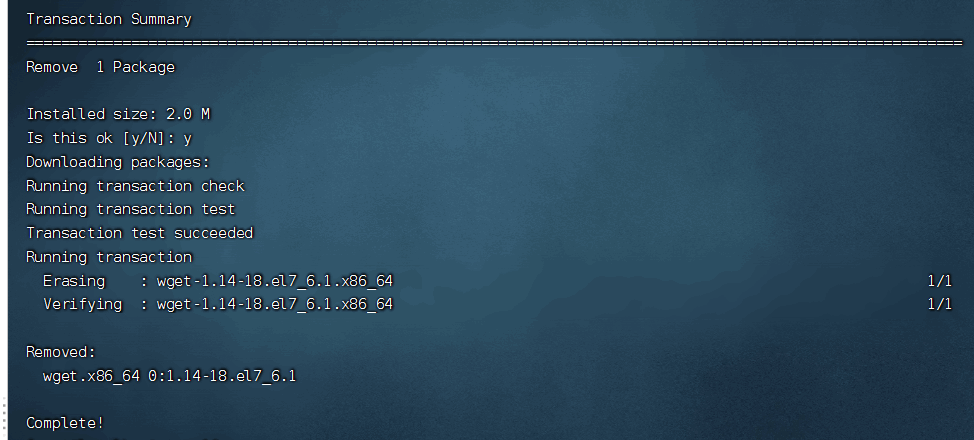 Transaction Summary
================================================================================================================
Remove  1 Package
Installed size: 2.0 M
Is this ok [y/N]: y
Downloading packages:
Running transaction check
Running transaction test
Transaction test succeeded
Running transaction
  Erasing    : wget-1.14-18.el7_6.1.x86_64                                                               1/1
  Verifying  : wget-1.14-18.el7_6.1.x86_64                                                               1/1
Removed:
  wget.x86_64 0:1.14-18.el7_6.1
Complete!